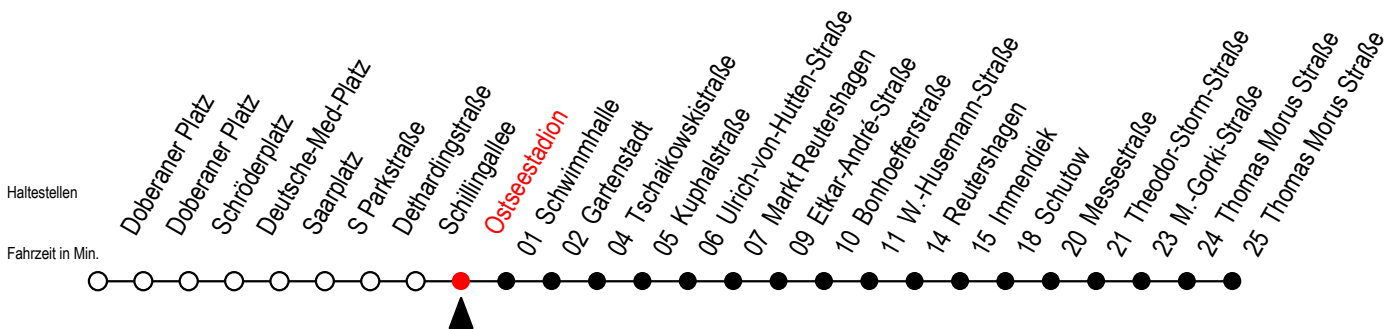 Haltestellen
Fahrzeit in Min.
Doberaner Platz
Doberaner Platz
Schröderplatz
Deutsche-Med-Platz
Saarplatz
S Parkstraße
Dethardingstraße
Schillingallee
Ostseestadion
01 Schwimmhalle
02 Gartenstadt
04 Tschaikowskistraße
05 Kuphalstraße
06 Ulrich-von-Hutten-Straße
07 Markt Reutershagen
09 Etkar-André-Straße
10 Bonhoefferstraße
11 W.-Husemann-Straße
14 Reutershagen
15 Immendiek
18 Schutow
20 Messestraße
21 Theodor-Storm-Straße
23 M.-Gorki-Straße
24 Thomas Morus Straße
25 Thomas Morus Straße